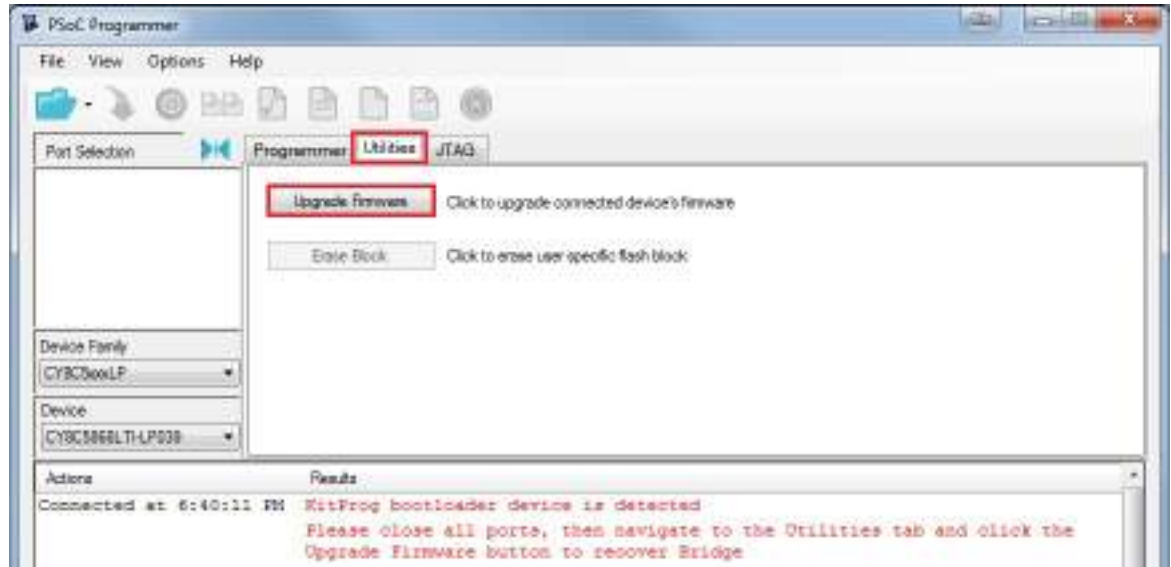 PSoC Programmer
File View Options Help
Port Selection
Programmer Utilities JTAG
Upgrade Firmware Click to upgrade connected device's firmware
Erase Block Click to erase user specific flash block
Device Family
CY8C5xxxLP
Device
CY8C5868LTI-LP039
Actions Results
Connected at 6:40:11 PM KitProg bootloader device is detected
Please close all ports, then navigate to the Utilities tab and click the
Upgrade Firmware button to recover Bridge